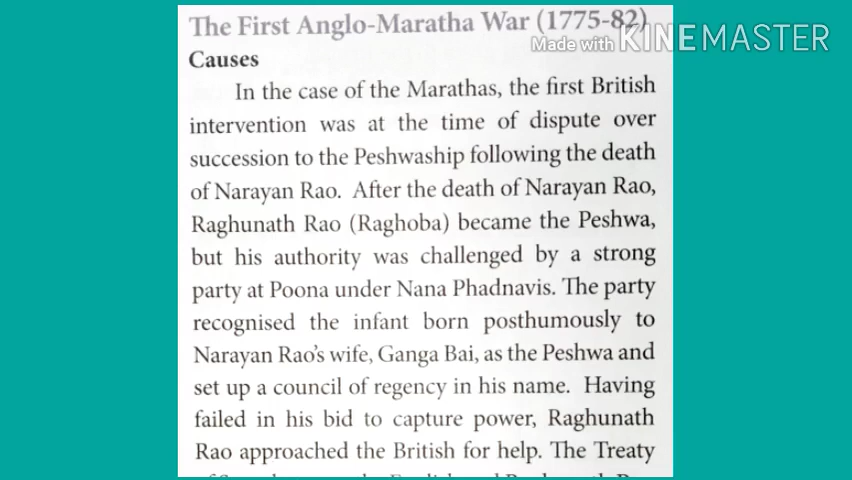 The First Anglo-Maratha War (1775-82)
Made with KINEMASTER
Causes
In the case of the Marathas, the first British
intervention was at the time of dispute over
succession to the Peshwaship following the death
of Narayan Rao. After the death of Narayan Rao,
Raghunath Rao (Raghoba) became the Peshwa,
but his authority was challenged by a strong
party at Poona under Nana Phadnavis. The party
recognised the infant born posthumously to
Narayan Rao's wife, Ganga Bai, as the Peshwa and
set up a council of regency in his name. Having
failed in his bid to capture power, Raghunath
Rao approached the British for help. The Treaty